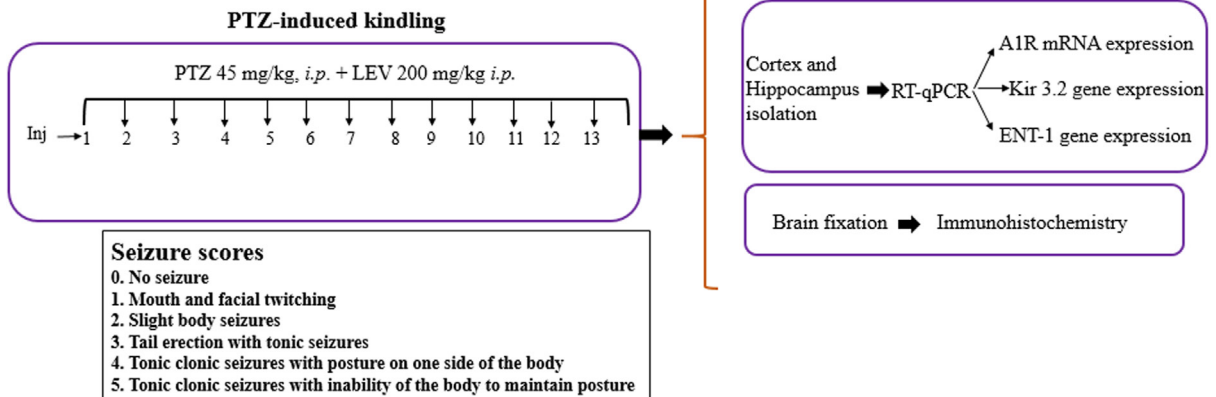 PTZ-induced kindling
PTZ 45 mg/kg, i.p. + LEV 200 mg/kg i.p.
Inj 1 2 3 4 5 6 7 8 9 10 11 12 13
Seizure scores
0. No seizure
1. Mouth and facial twitching
2. Slight body seizures
3. Tail erection with tonic seizures
4. Tonic clonic seizures with posture on one side of the body
5. Tonic clonic seizures with inability of the body to maintain posture
Cortex and
Hippocampus
isolation
RT-qPCR
A1R mRNA expression
Kir 3.2 gene expression
ENT-1 gene expression
Brain fixation
Immunohistochemistry